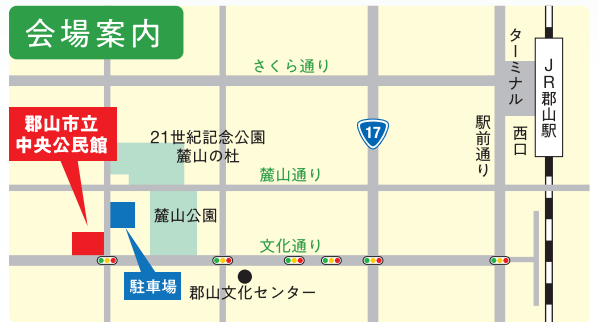 会場案内
さくら通り
ターミナル
西口
JR郡山駅
郡山市立
中央公民館
21世紀記念公園
麓山の杜
17
駅前通り
麓山通り
麓山公園
文化通り
駐車場
郡山文化センター